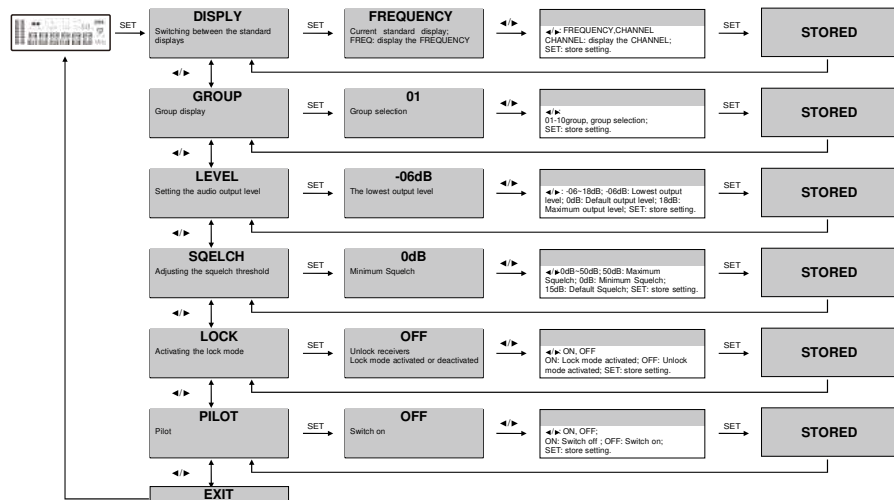 SET
DISPLY
Switching between the standard
displays
SET
FREQUENCY
Current standard display;
FREQ: display the FREQUENCY
◄/►
◄/►: FREQUENCY,CHANNEL
CHANNEL: display the CHANNEL;
SET: store setting.
SET
STORED
◄/►
GROUP
Group display
SET
01
Group selection
◄/►
◄/►:
01-10group, group selection;
SET: store setting.
SET
STORED
◄/►
LEVEL
Setting the audio output level
SET
-06dB
The lowest output level
◄/►
◄/►: -06~18dB; -06dB: Lowest output
level; 0dB: Default output level; 18dB:
Maximum output level; SET: store setting.
SET
STORED
◄/►
SQELCH
Adjusting the squelch threshold
SET
0dB
Minimum Squelch
◄/►
◄/►0dB~50dB; 50dB: Maximum
Squelch; 0dB: Minimum Squelch;
15dB: Default Squelch; SET: store setting.
SET
STORED
◄/►
LOCK
Activating the lock mode
SET
OFF
Unlock receivers
Lock mode activated or deactivated
◄/►
◄/►: ON, OFF
ON: Lock mode activated; OFF: Unlock
mode activated; SET: store setting.
SET
STORED
◄/►
PILOT
Pilot
SET
OFF
Switch on
◄/►
◄/►: ON, OFF;
ON: Switch off ; OFF: Switch on;
SET: store setting.
SET
STORED
◄/►
EXIT